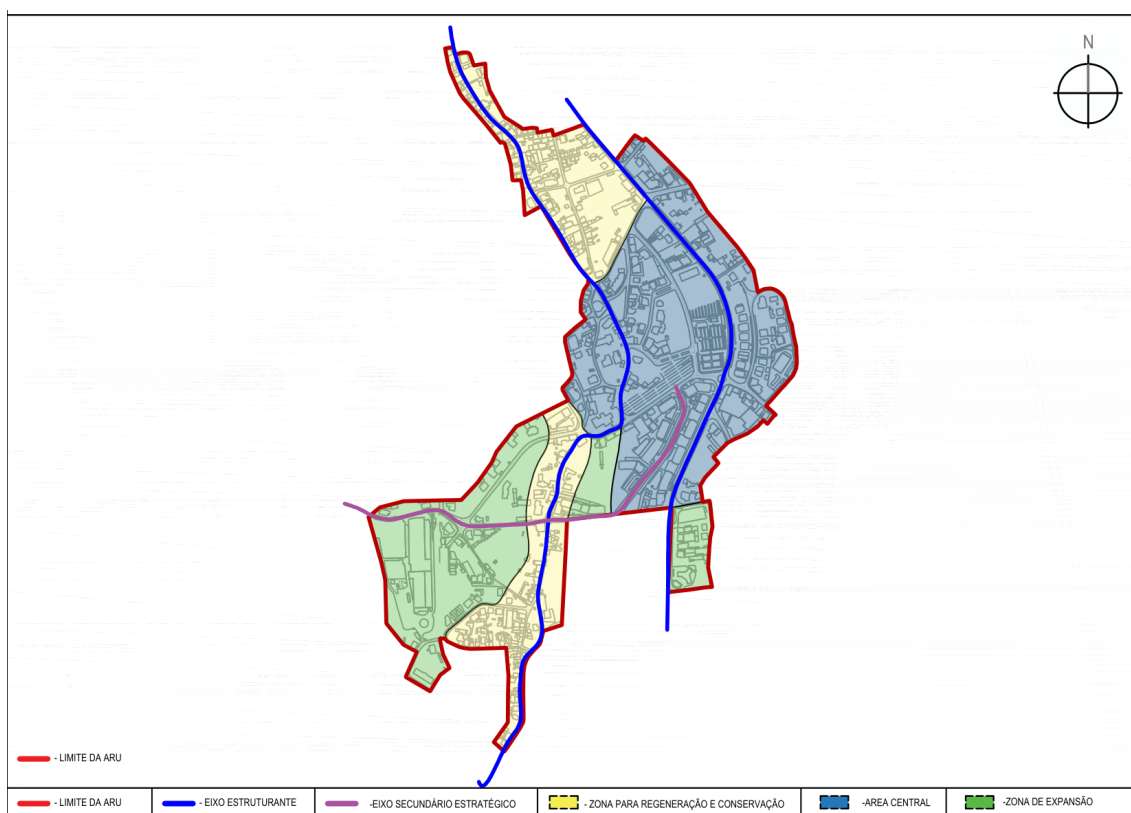 N
- LIMITE DA ARU
- LIMITE DA ARU
- EIXO ESTRUTURANTE
-EIXO SECUNDÁRIO ESTRATÉGICO
- ZONA PARA REGENERAÇÃO E CONSERVAÇÃO
-AREA CENTRAL
-ZONA DE EXPANSÃO